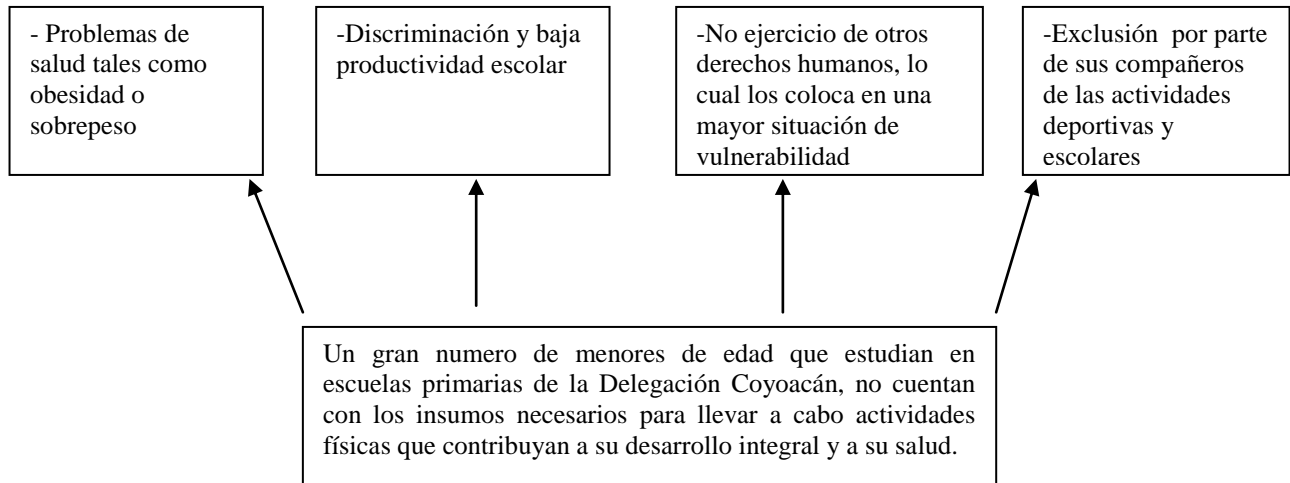 - Problemas de
salud tales como
obesidad o
sobrepeso
-Discriminación y baja
productividad escolar
-No ejercicio de otros
derechos humanos, lo
cual los coloca en una
mayor situación de
vulnerabilidad
-Exclusión  por parte
de sus compañeros
de las actividades
deportivas y
escolares
Un gran numero de menores de edad que estudian en
escuelas primarias de la Delegación Coyoacán, no cuentan
con los insumos necesarios para llevar a cabo actividades
físicas que contribuyan a su desarrollo integral y a su salud.